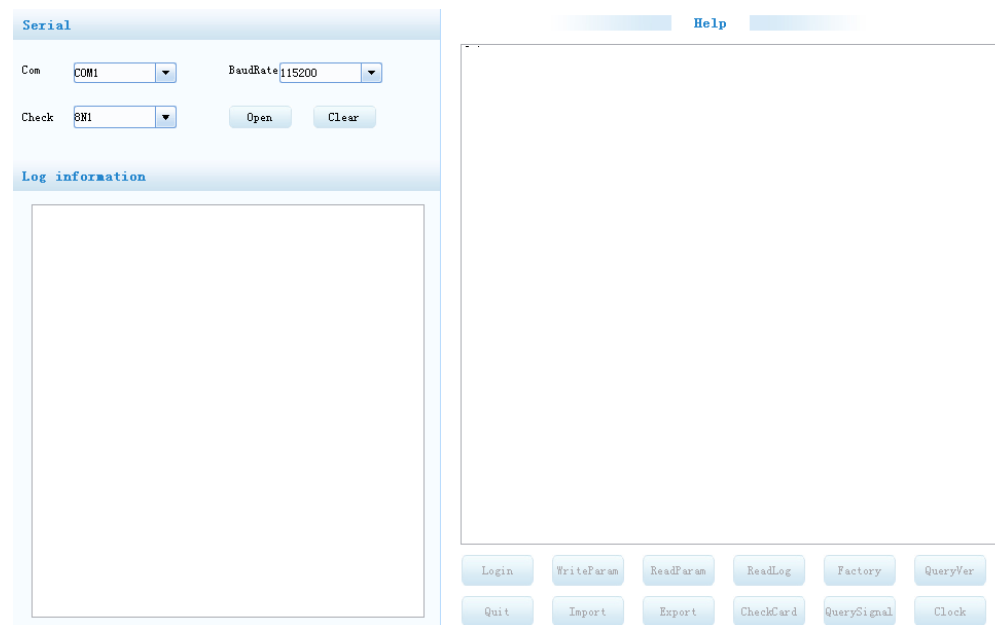 Serial
Help
Com COM1 BaudRate 115200
Check 8N1 Open Clear
Log information
Login WriteParam ReadParam ReadLog Factory QueryVer
Quit Import Export CheckCard QuerySignal Clock